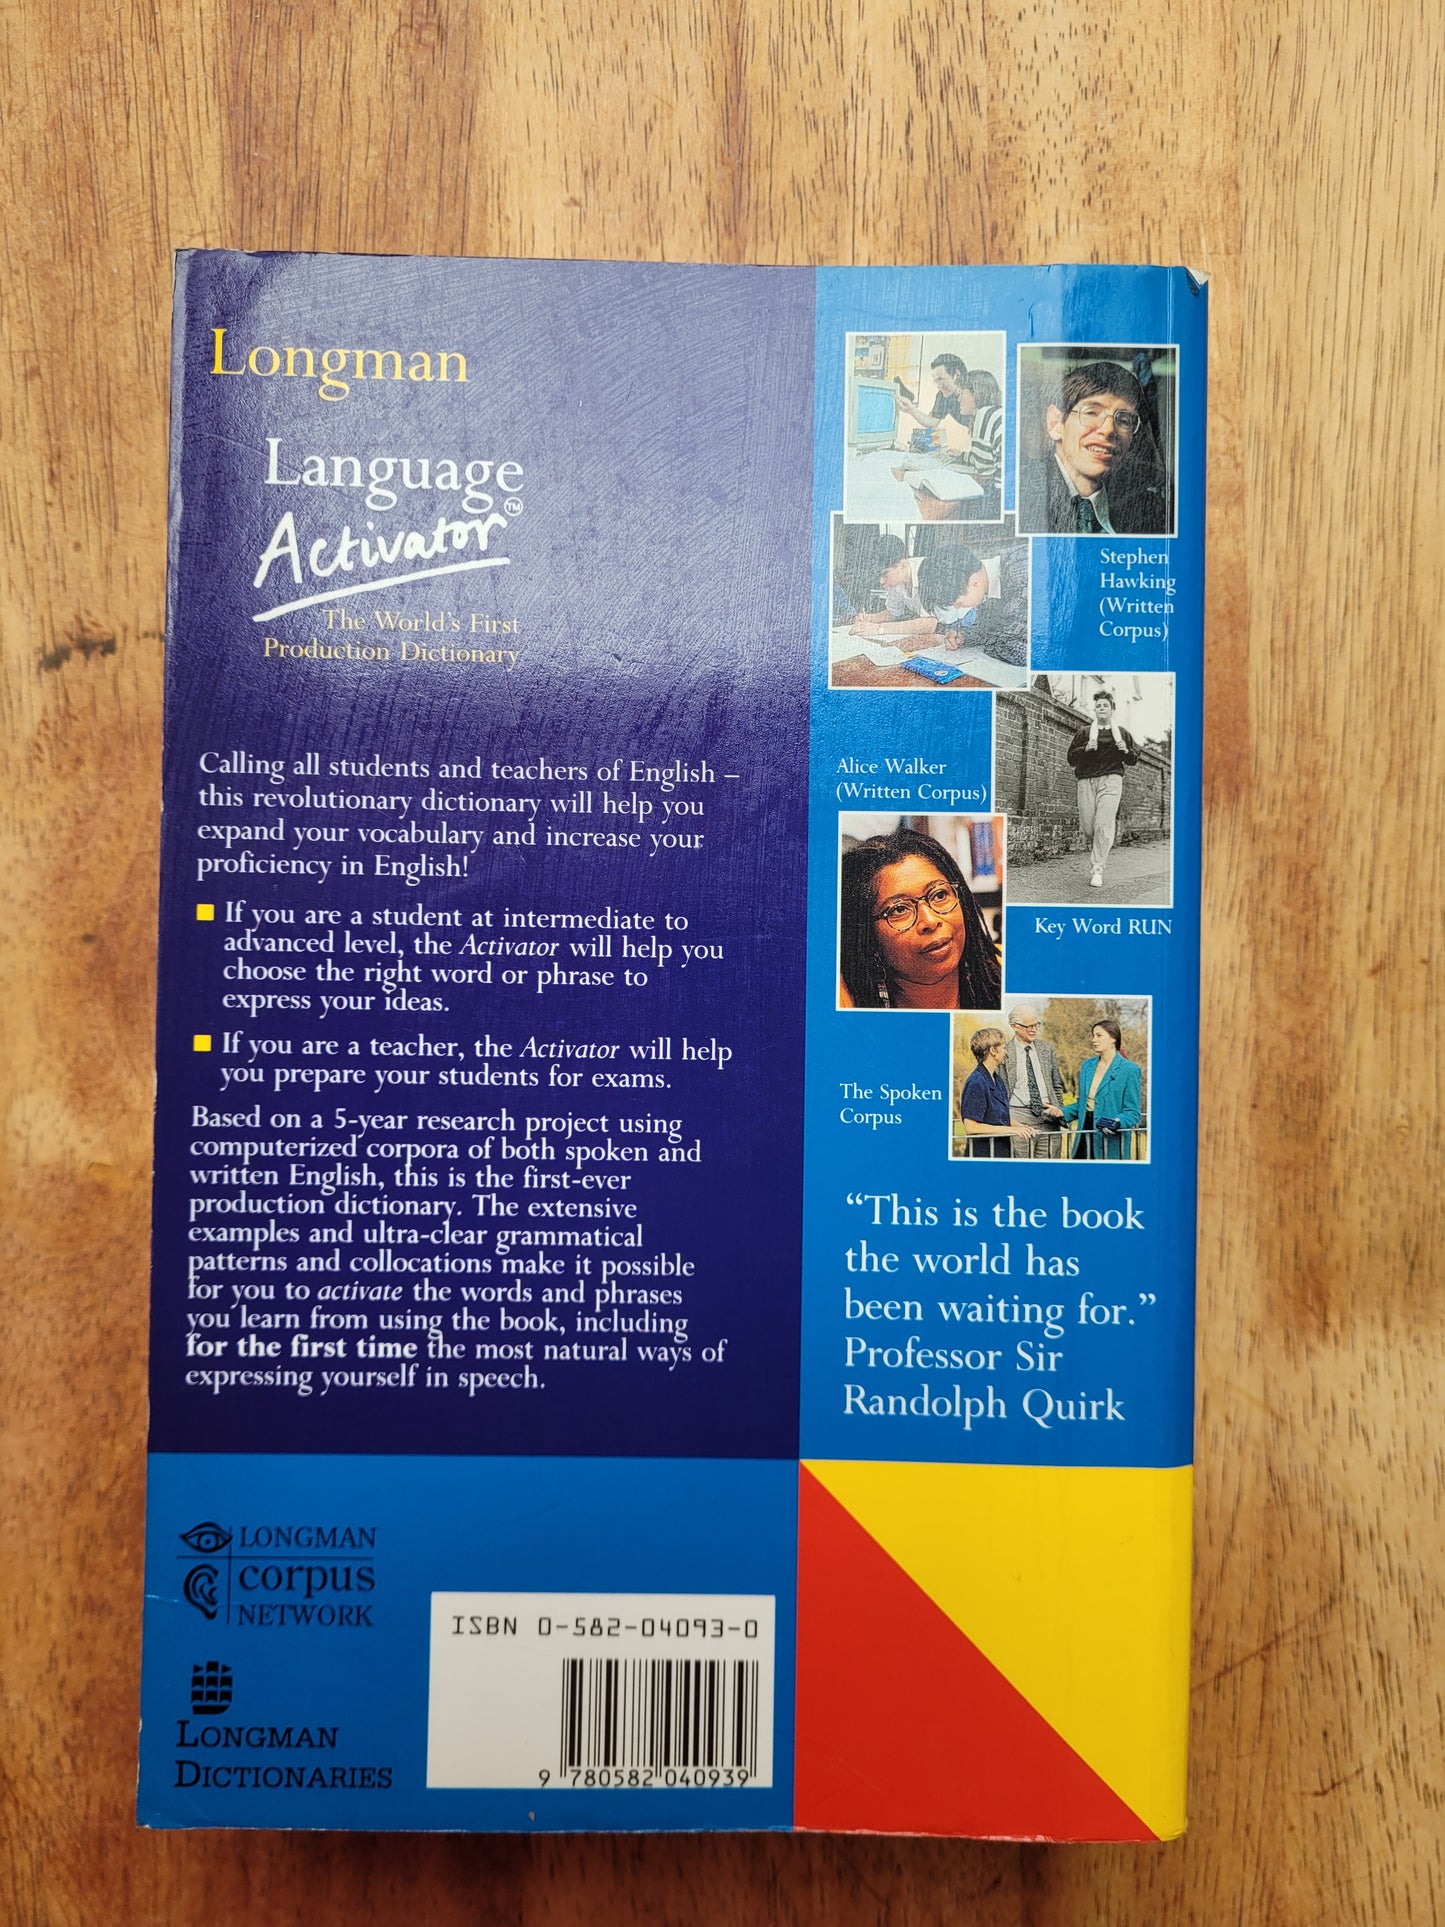 Longman
Language
Activator™
The World's First
Production Dictionary
Calling all students and teachers of English –
this revolutionary dictionary will help you
expand your vocabulary and increase your
proficiency in English!
If you are a student at intermediate to
advanced level, the Activator will help you
choose the right word or phrase to
express your ideas.
If you are a teacher, the Activator will help
you prepare your students for exams.
Based on a 5-year research project using
computerized corpora of both spoken and
written English, this is the first-ever
production dictionary. The extensive
examples and ultra-clear grammatical
patterns and collocations make it possible
for you to activate the words and phrases
you learn from using the book, including
for the first time the most natural ways of
expressing yourself in speech.
LONGMAN
corpus
NETWORK
LONGMAN
DICTIONARIES
ISBN 0-582-04093-0
9 780582 040939
Stephen
Hawking
(Written
Corpus)
Alice Walker
(Written Corpus)
Key Word RUN
The Spoken
Corpus
“This is the book
the world has
been waiting for.”
Professor Sir
Randolph Quirk